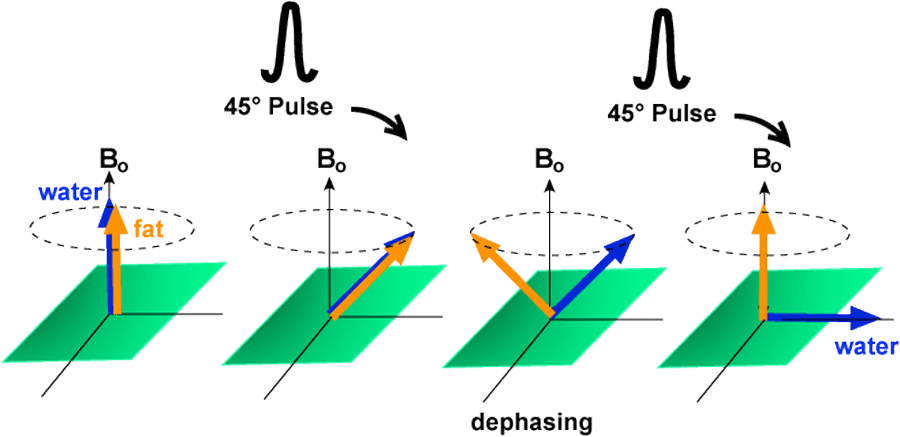 45° Pulse
45° Pulse
Bo
Bo
Bo
Bo
water
fat
water
dephasing